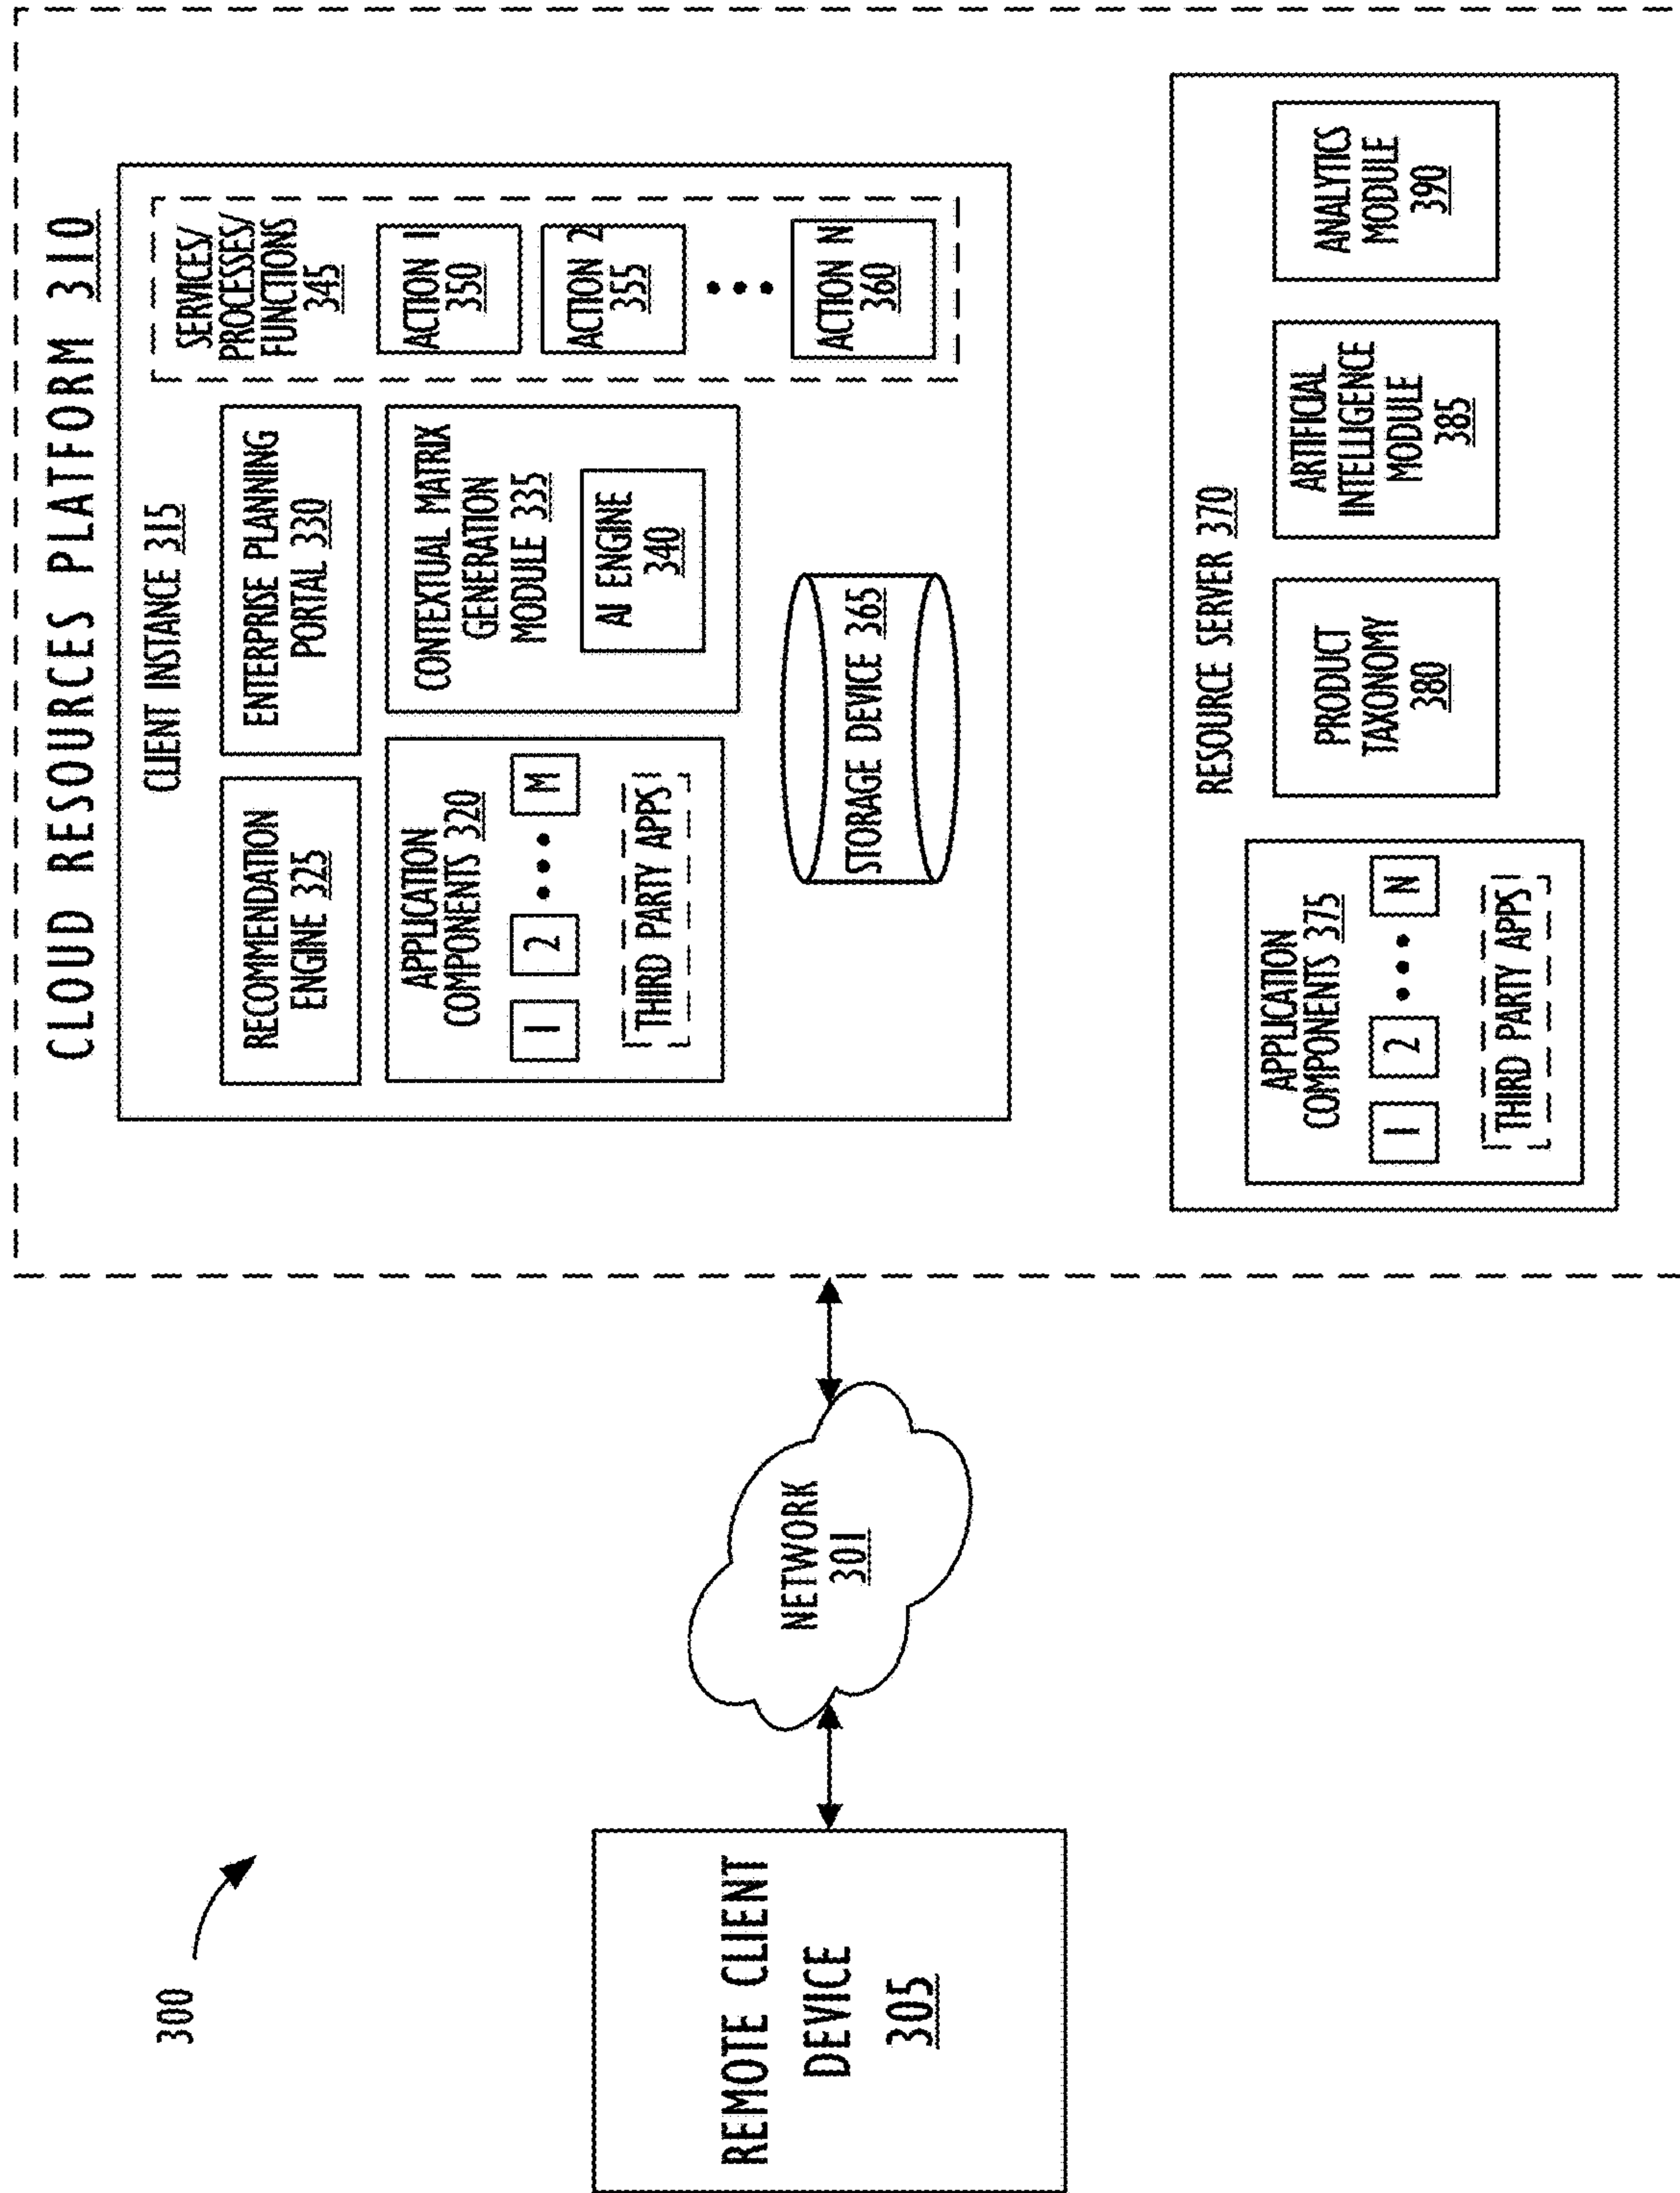 300
REMOTE CLIENT
DEVICE
305
NETWORK
301
CLOUD RESOURCES PLATFORM 310
CLIENT INSTANCE 315
RECOMMENDATION
ENGINE 325
ENTERPRISE PLANNING
PORTAL 330
APPLICATION
COMPONENTS 320
1 2 M
THIRD PARTY APPS
CONTEXTUAL MATRIX
GENERATION
MODULE 335
AI ENGINE
340
SERVICES/
PROCESSES/
FUNCTIONS
345
ACTION 1
350
ACTION 2
355
ACTION N
360
STORAGE DEVICE 365
RESOURCE SERVER 370
APPLICATION
COMPONENTS 375
1 2 N
THIRD PARTY APPS
PRODUCT
TAXONOMY
380
ARTIFICIAL
INTELLIGENCE
MODULE
385
ANALYTICS
MODULE
390